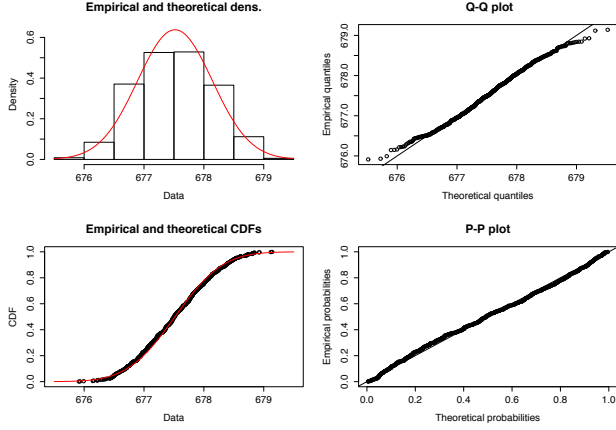 Empirical and theoretical dens.
Density
0.0 0.2 0.4 0.6
676 677 678 679
Data
Q-Q plot
Empirical quantiles
676.0 677.0 678.0 679.0
676 677 678 679
Theoretical quantiles
Empirical and theoretical CDFs
CDF
0.0 0.2 0.4 0.6 0.8 1.0
676 677 678 679
Data
P-P plot
Empirical probabilities
0.0 0.2 0.4 0.6 0.8 1.0
0.0 0.2 0.4 0.6 0.8 1.0
Theoretical probabilities